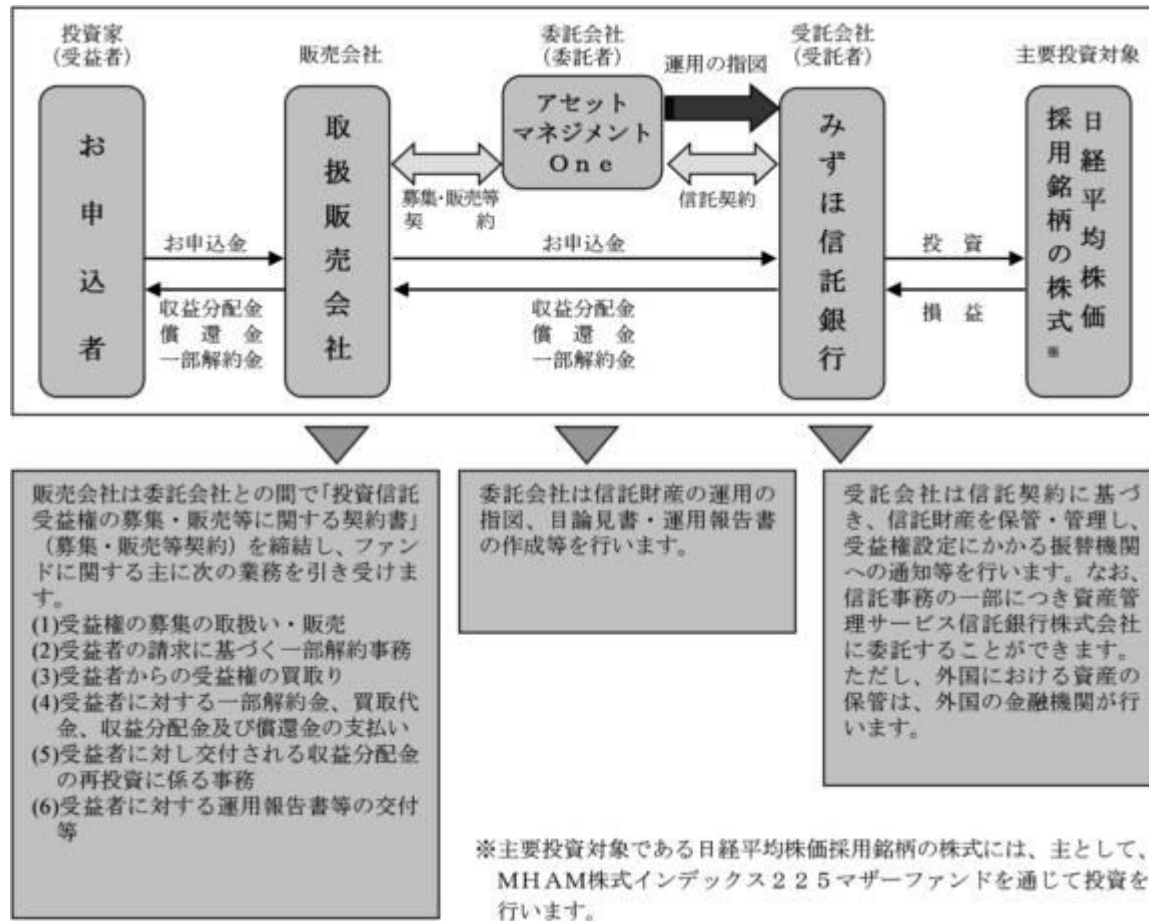 投資家
(受益者)
販売会社
委託会社
(委託者)
受託会社
(受託者)
主要投資対象
運用の指図
お申込者
取扱販売会社
アセット
マネジメント
One
みずほ信託銀行
日経平均株価
採用銘柄の株式※
募集・販売等
契約
信託契約
お申込金
お申込金
投資
収益分配金
償還金
一部解約金
収益分配金
償還金
一部解約金
損益
販売会社は委託会社との間で「投資信託
受益権の募集・販売等に関する契約書」
(募集・販売等契約)を締結し、ファン
ドに関する主に次の業務を引き受けま
す。
(1)受益権の募集の取扱い・販売
(2)受益者の請求に基づく一部解約事務
(3)受益者からの受益権の買取り
(4)受益者に対する一部解約金、買取代
金、収益分配金及び償還金の支払い
(5)受益者に対し交付される収益分配金
の再投資に係る事務
(6)受益者に対する運用報告書等の交付
等
委託会社は信託財産の運用の
指図、目論見書・運用報告書
の作成等を行います。
受託会社は信託契約に基づ
き、信託財産を保管・管理し、
受益権設定にかかる振替機関
への通知等を行います。なお、
信託事務の一部につき資産管
理サービス信託銀行株式会社
に委託することができます。
ただし、外国における資産の
保管は、外国の金融機関が行
います。
※主要投資対象である日経平均株価採用銘柄の株式には、主として、
MHAM株式インデックス225マザーファンドを通じて投資を
行います。